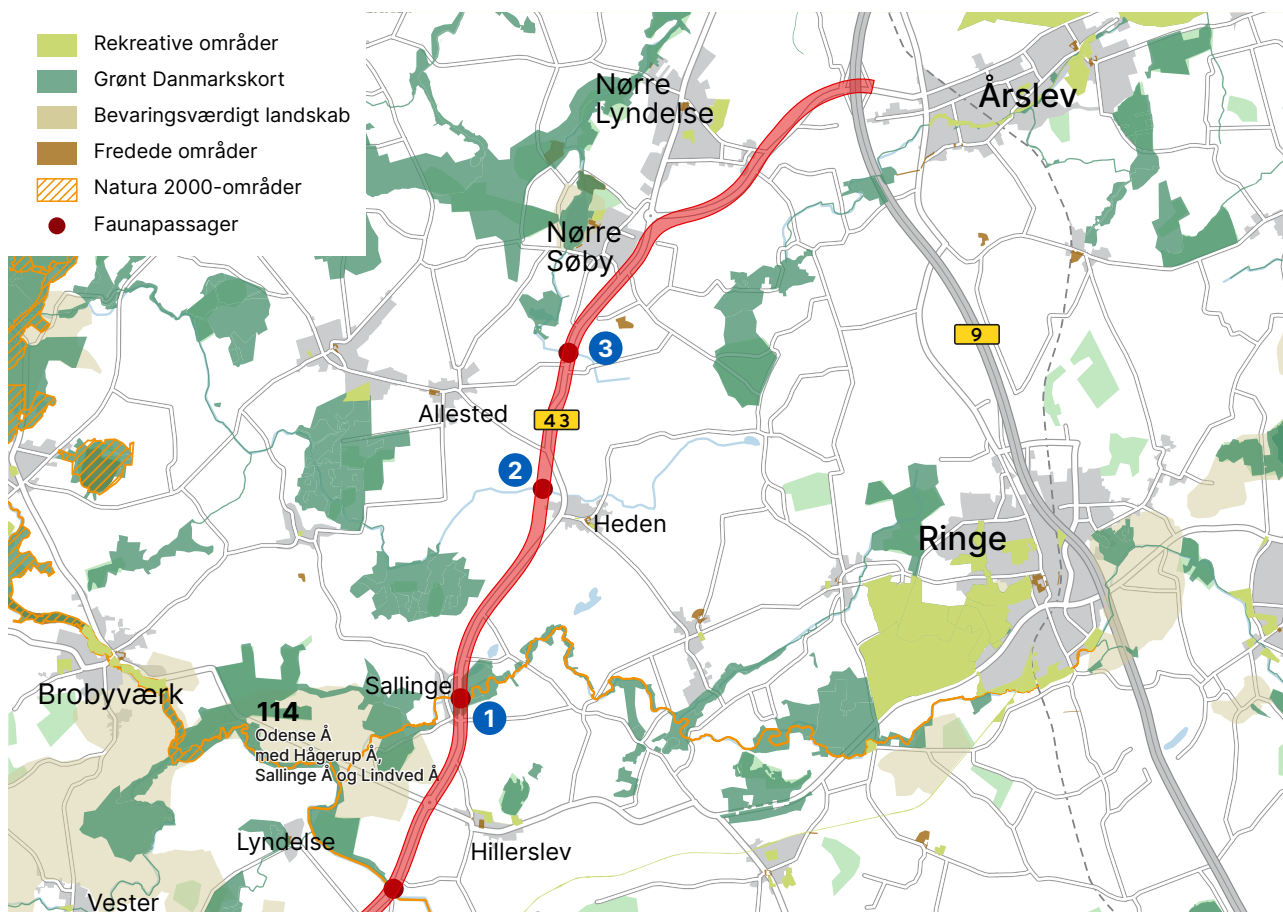 Rekreative områder
Grønt Danmarkskort
Bevaringsværdigt landskab
Fredede områder
Natura 2000-områder
Faunapassager
Nørre
Lyndelse
Årslev
Nørre
Søby
9
3
Allested
43
2
Heden
Ringe
Sallinge
Brobyværk
1
114
Odense Å
med Hågerup Å,
Sallinge Å og Lindved Å
Lyndelse
Hillerslev
Vester